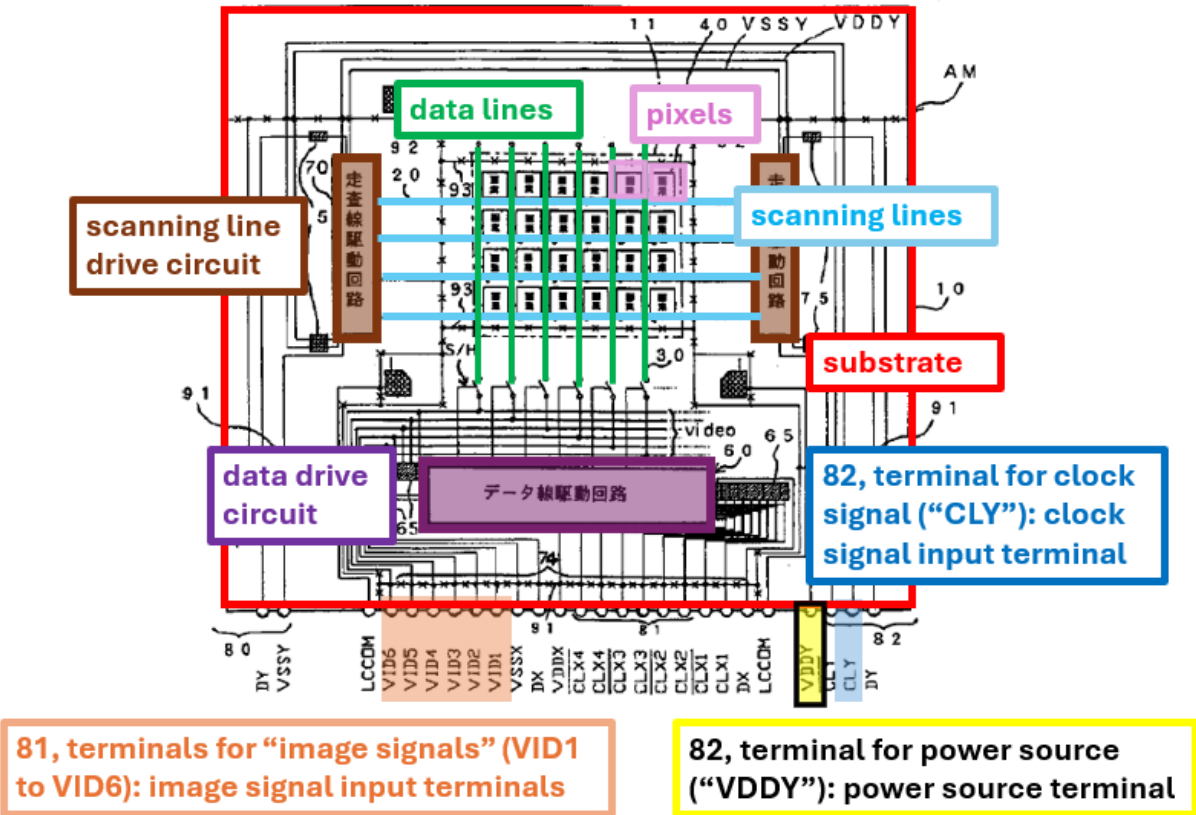 11
40
VSSY
VDDY
AM
data lines
pixels
92
70
20
93
走査線駆動回路
scanning line
drive circuit
5
scanning lines
動回路
93
75
10
S/H
30
substrate
91
91
video
65
60
data drive
circuit
データ線駆動回路
65
82, terminal for clock
signal (“CLY”): clock
signal input terminal
74
80
91
81
82
DY
VSSY
LCCOM
VID6
VID5
VID4
VID3
VID2
VID1
VSSX
DX
VDDX
CLX4
CLX4
CLX3
CLX3
CLX2
CLX2
CLX1
CLX1
DX
LCCOM
VDDY
CLY
DY
81, terminals for “image signals” (VID1
to VID6): image signal input terminals
82, terminal for power source
(“VDDY”): power source terminal